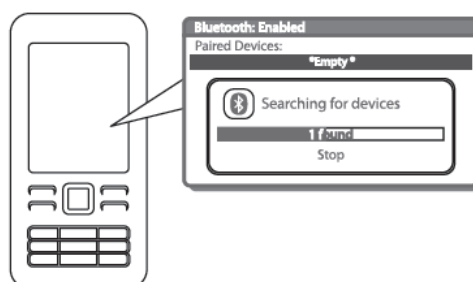 Bluetooth: Enabled
Paired Devices:
*Empty*
Searching for devices
1 found
Stop